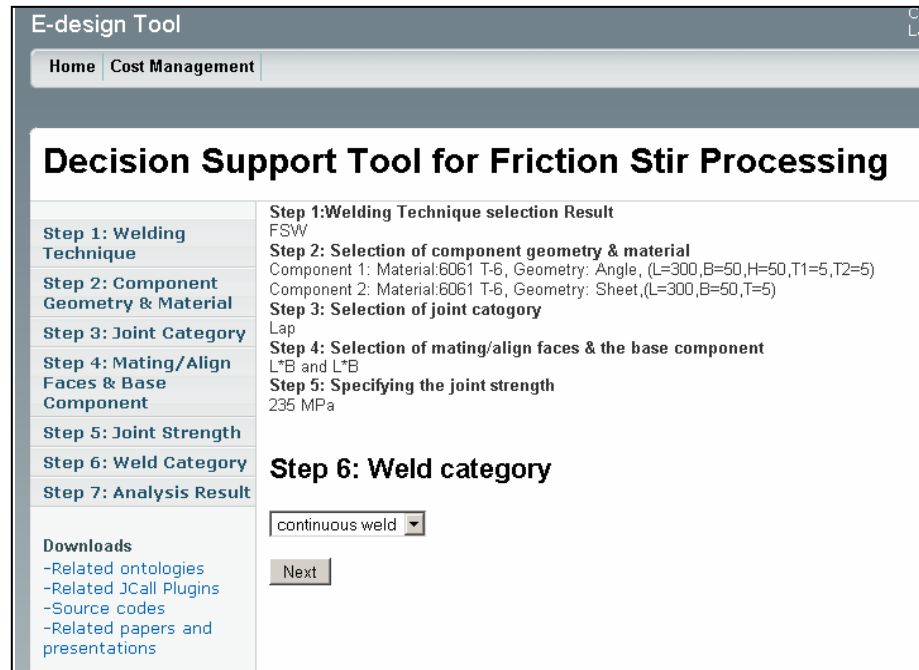 E-design Tool
C
L
Home Cost Management
Decision Support Tool for Friction Stir Processing
Step 1: Welding
Technique
Step 2: Component
Geometry & Material
Step 3: Joint Category
Step 4: Mating/Align
Faces & Base
Component
Step 5: Joint Strength
Step 6: Weld Category
Step 7: Analysis Result
Downloads
-Related ontologies
-Related JCall Plugins
-Source codes
-Related papers and
presentations
Step 1:Welding Technique selection Result
FSW
Step 2: Selection of component geometry & material
Component 1: Material:6061 T-6, Geometry: Angle, (L=300,B=50,H=50,T1=5,T2=5)
Component 2: Material:6061 T-6, Geometry: Sheet,(L=300,B=50,T=5)
Step 3: Selection of joint catogory
Lap
Step 4: Selection of mating/align faces & the base component
L*B and L*B
Step 5: Specifying the joint strength
235 MPa
Step 6: Weld category
continuous weld
Next